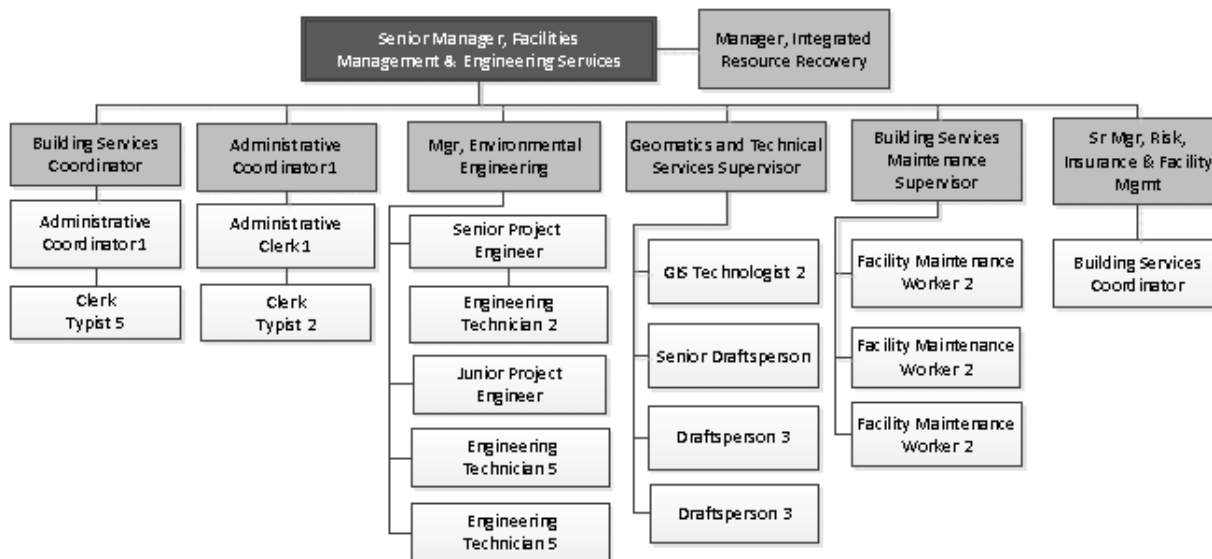 Senior Manager, Facilities
Management & Engineering Services
Manager, Integrated
Resource Recovery
Building Services
Coordinator
Administrative
Coordinator 1
Clerk
Typist 5
Administrative
Coordinator 1
Administrative
Clerk 1
Clerk
Typist 2
Mgr, Environmental
Engineering
Senior Project
Engineer
Engineering
Technician 2
Junior Project
Engineer
Engineering
Technician 5
Engineering
Technician 5
Geomatics and Technical
Services Supervisor
GIS Technologist 2
Senior Draftsperson
Draftsperson 3
Draftsperson 3
Building Services
Maintenance
Supervisor
Facility Maintenance
Worker 2
Facility Maintenance
Worker 2
Facility Maintenance
Worker 2
Sr Mgr, Risk,
Insurance & Facility
Mgmt
Building Services
Coordinator